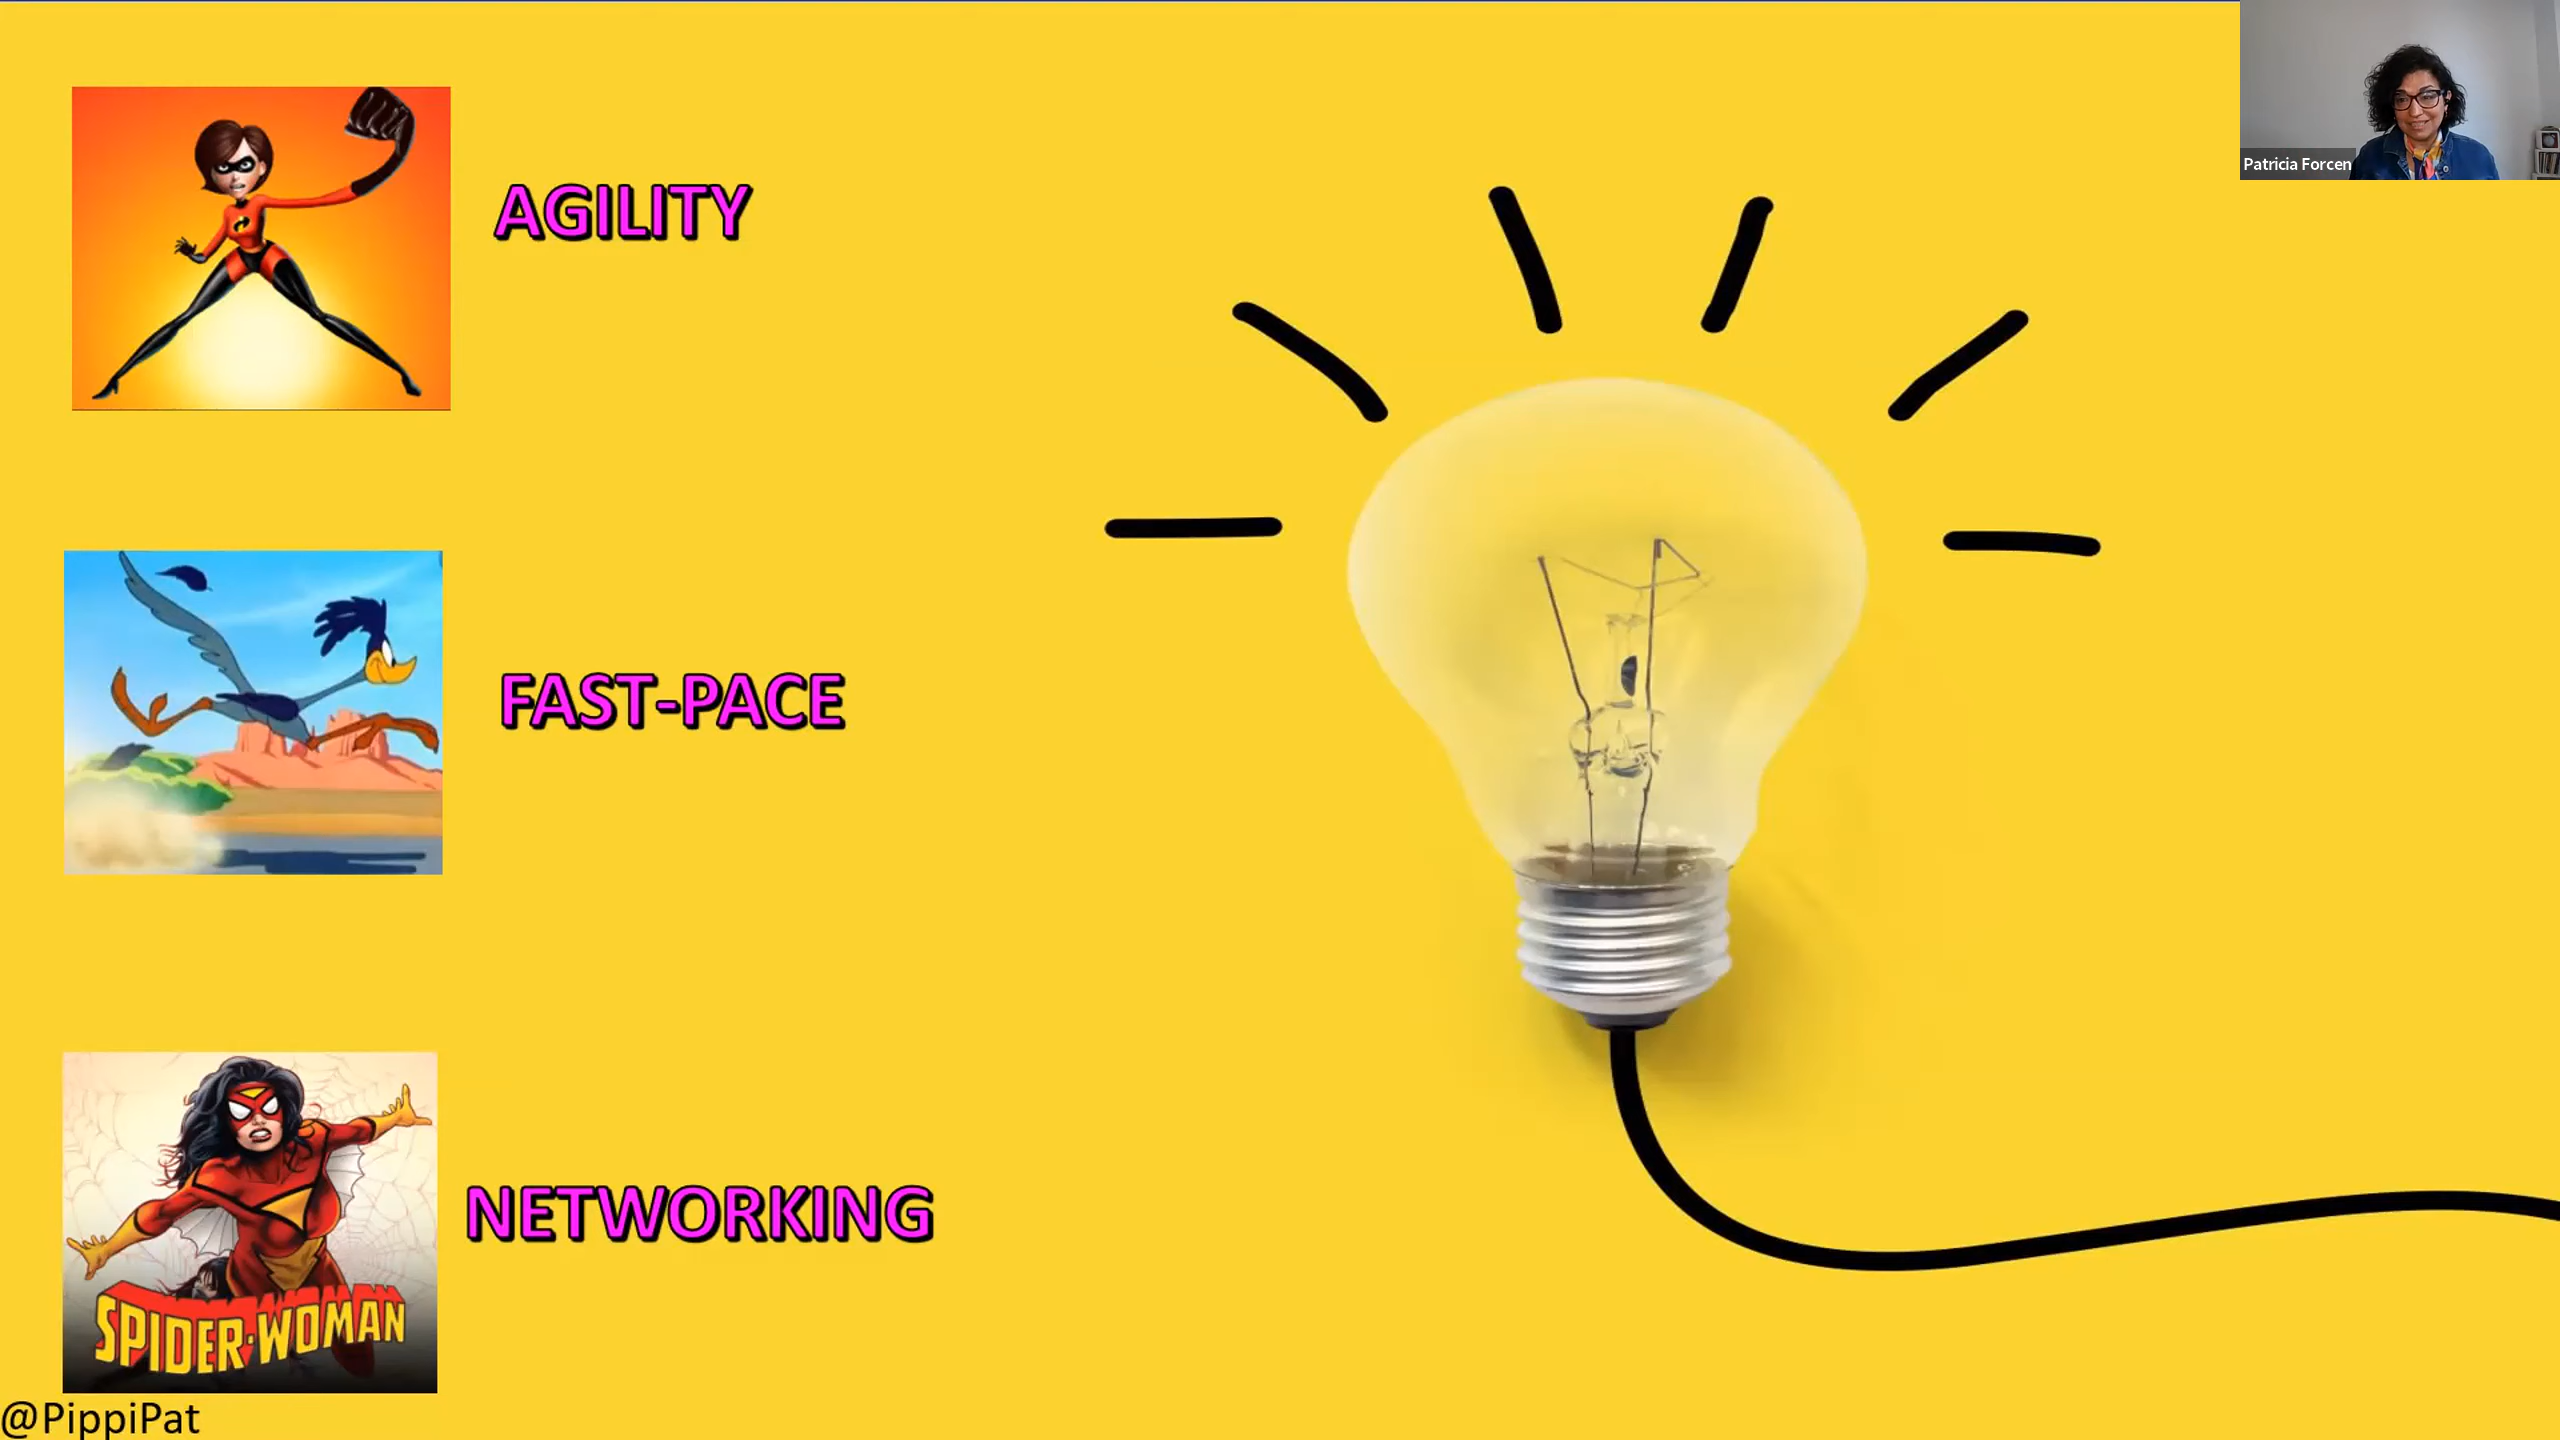 Patricia Forcen
AGILITY
FAST-PACE
NETWORKING
SPIDER-WOMAN
@PippiPat